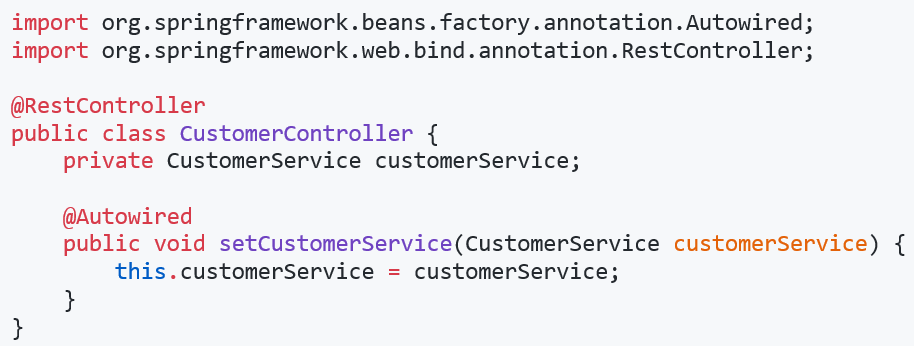 import org.springframework.beans.factory.annotation.Autowired;
import org.springframework.web.bind.annotation.RestController;

@RestController
public class CustomerController {
    private CustomerService customerService;

    @Autowired
    public void setCustomerService(CustomerService customerService) {
        this.customerService = customerService;
    }
}